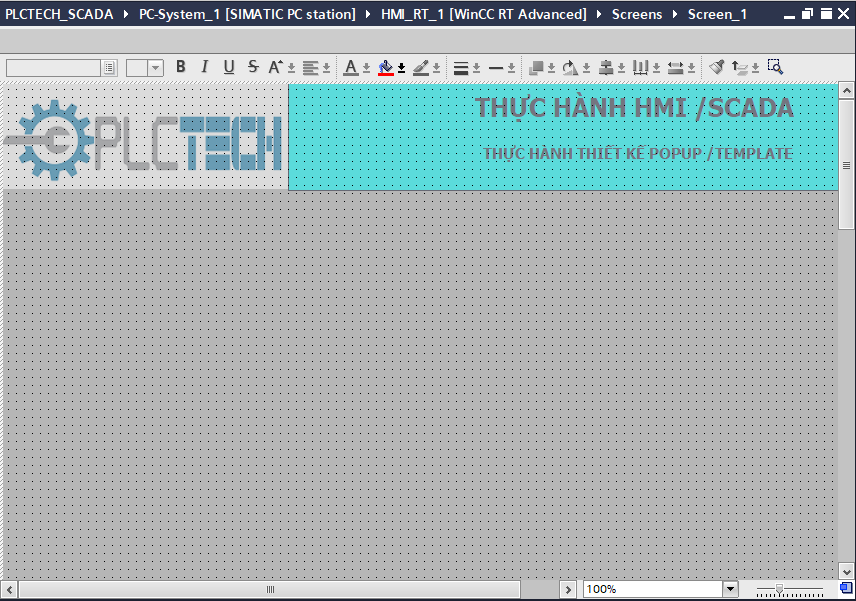 PLCTECH_SCADA ▸ PC-System_1 [SIMATIC PC station] ▸ HMI_RT_1 [WinCC RT Advanced] ▸ Screens ▸ Screen_1
B I U S A A
PLCTECH
THỰC HÀNH HMI /SCADA
THỰC HÀNH THIẾT KẾ POPUP /TEMPLATE
100%